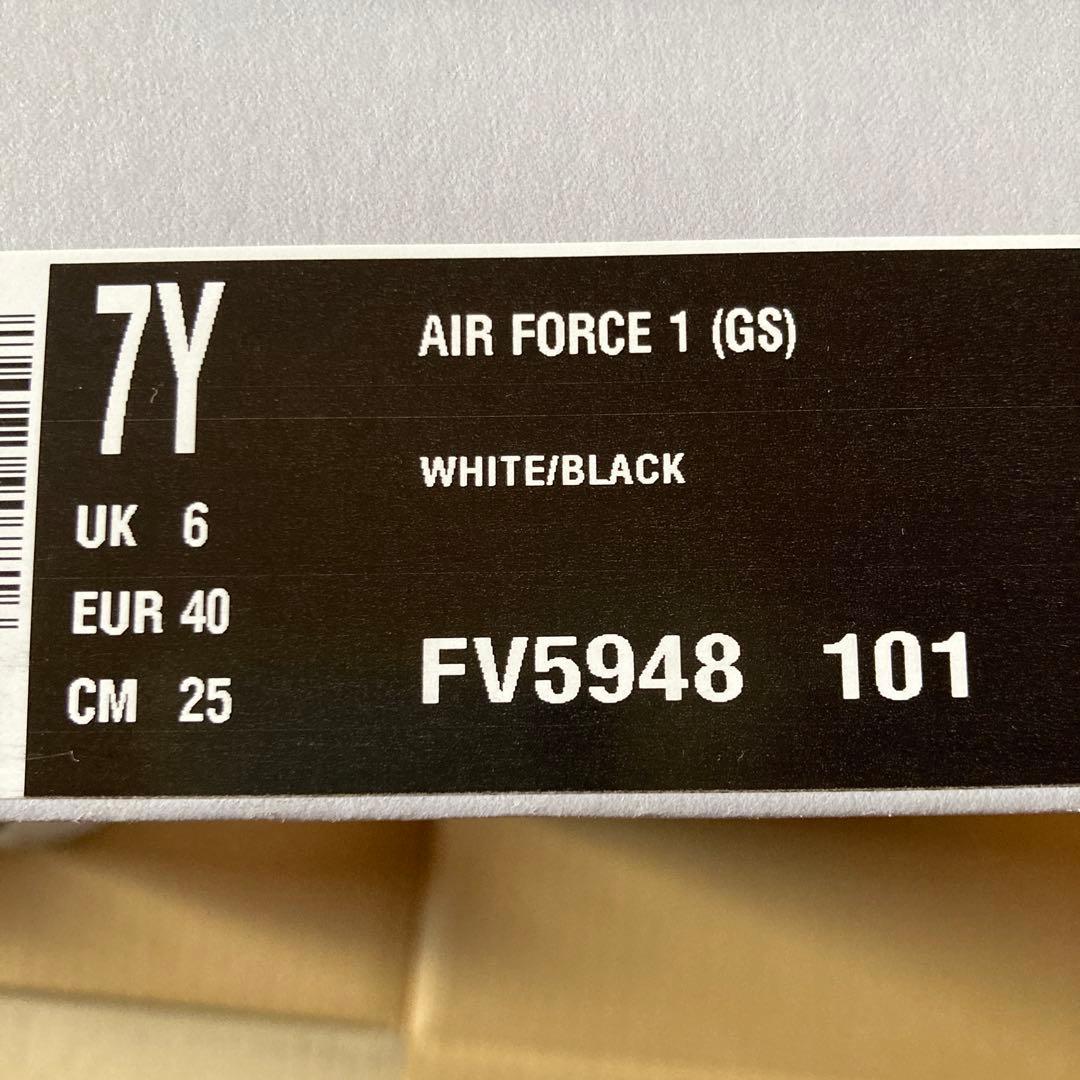 7Y
UK 6
EUR 40
CM 25
AIR FORCE 1 (GS)
WHITE/BLACK
FV5948 101